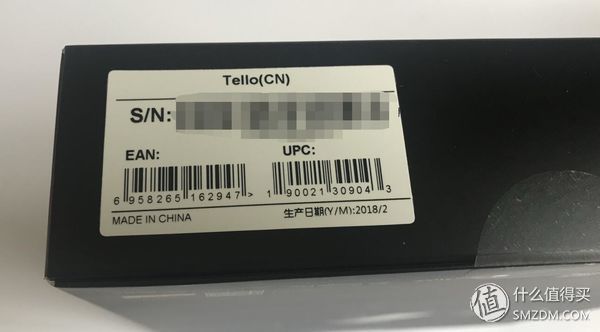 Tello(CN)
S/N:
EAN: UPC:
6 958265 162947> 1 90021 30904 3
MADE IN CHINA 生产日期(Y/M):2018/2
值 什么值得买
SMZDM.COM